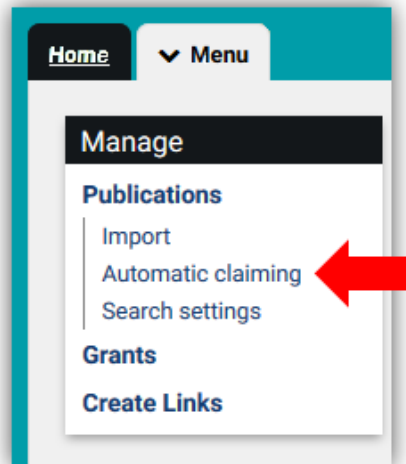 Home Menu
Manage
Publications
Import
Automatic claiming
Search settings
Grants
Create Links